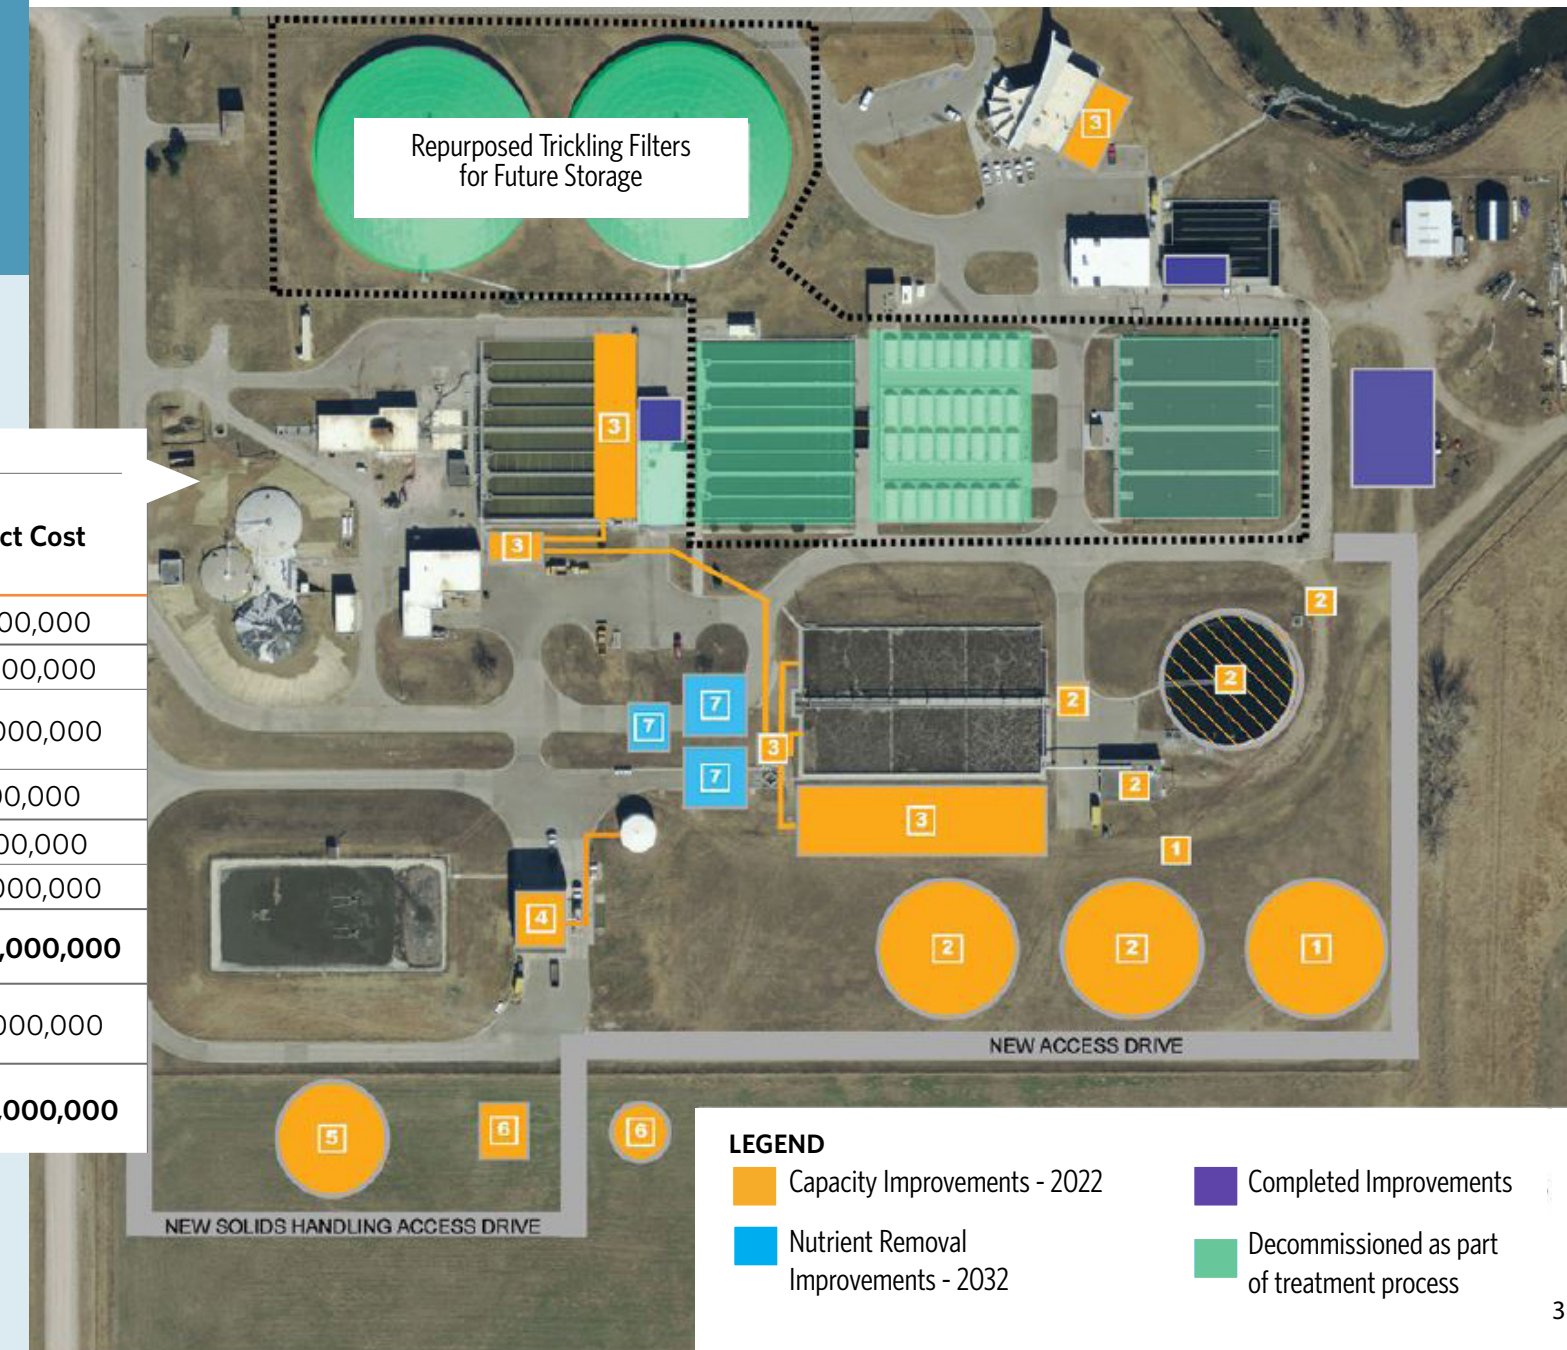 Repurposed Trickling Filters
for Future Storage
3
3
3
7
7
7
3
3
2
2
2
2
1
2
2
1
4
5
6
6
NEW ACCESS DRIVE
NEW SOLIDS HANDLING ACCESS DRIVE
ct Cost
00,000
00,000
000,000
00,000
00,000
000,000
,000,000
000,000
,000,000
LEGEND
Capacity Improvements - 2022
Nutrient Removal
Improvements - 2032
Completed Improvements
Decommissioned as part
of treatment process
3